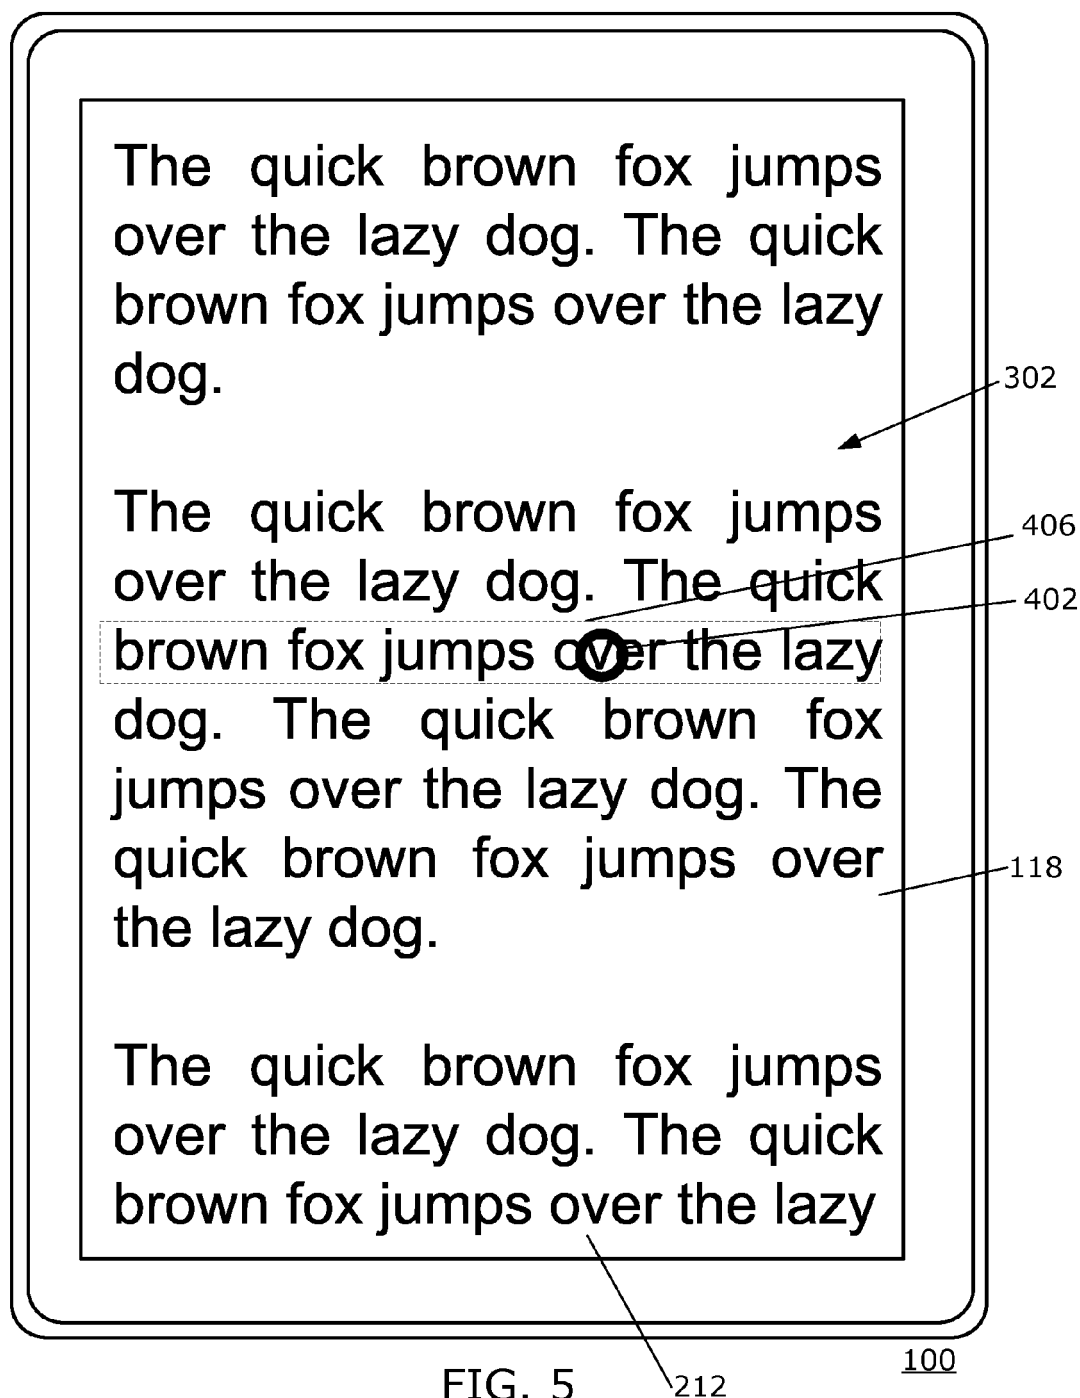 The quick brown fox jumps
over the lazy dog. The quick
brown fox jumps over the lazy
dog.
302
The quick brown fox jumps
406
over the lazy dog. The quick
402
brown fox jumps over the lazy
dog. The quick brown fox
jumps over the lazy dog. The
quick brown fox jumps over
118
the lazy dog.
The quick brown fox jumps
over the lazy dog. The quick
brown fox jumps over the lazy
100
FIG. 5
212